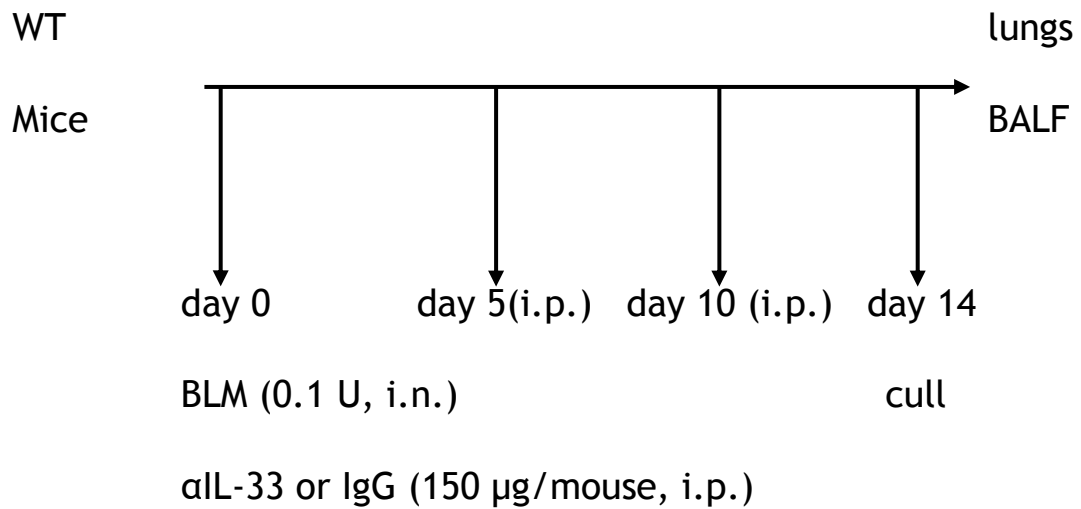 WT lungs
Mice BALF
day 0 day 5(i.p.) day 10 (i.p.) day 14
BLM (0.1 U, i.n.) cull
αIL-33 or IgG (150 µg/mouse, i.p.)